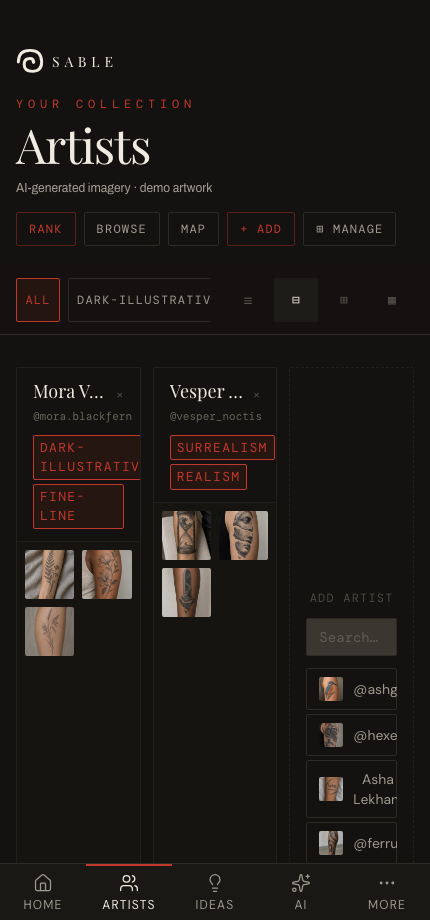 SABLE
YOUR COLLECTION
Artists
AI-generated imagery · demo artwork
RANK
BROWSE
MAP
+ ADD
⊞ MANAGE
ALL
DARK-ILLUSTRATIV
Mora V... ×
@mora.blackfern
DARK-
ILLUSTRATIV
FINE-
LINE
Vesper ... ×
@vesper_noctis
SURREALISM
REALISM
ADD ARTIST
Search...
@ashg
@hexe
Asha
Lekhar
@ferru
HOME
ARTISTS
IDEAS
AI
MORE